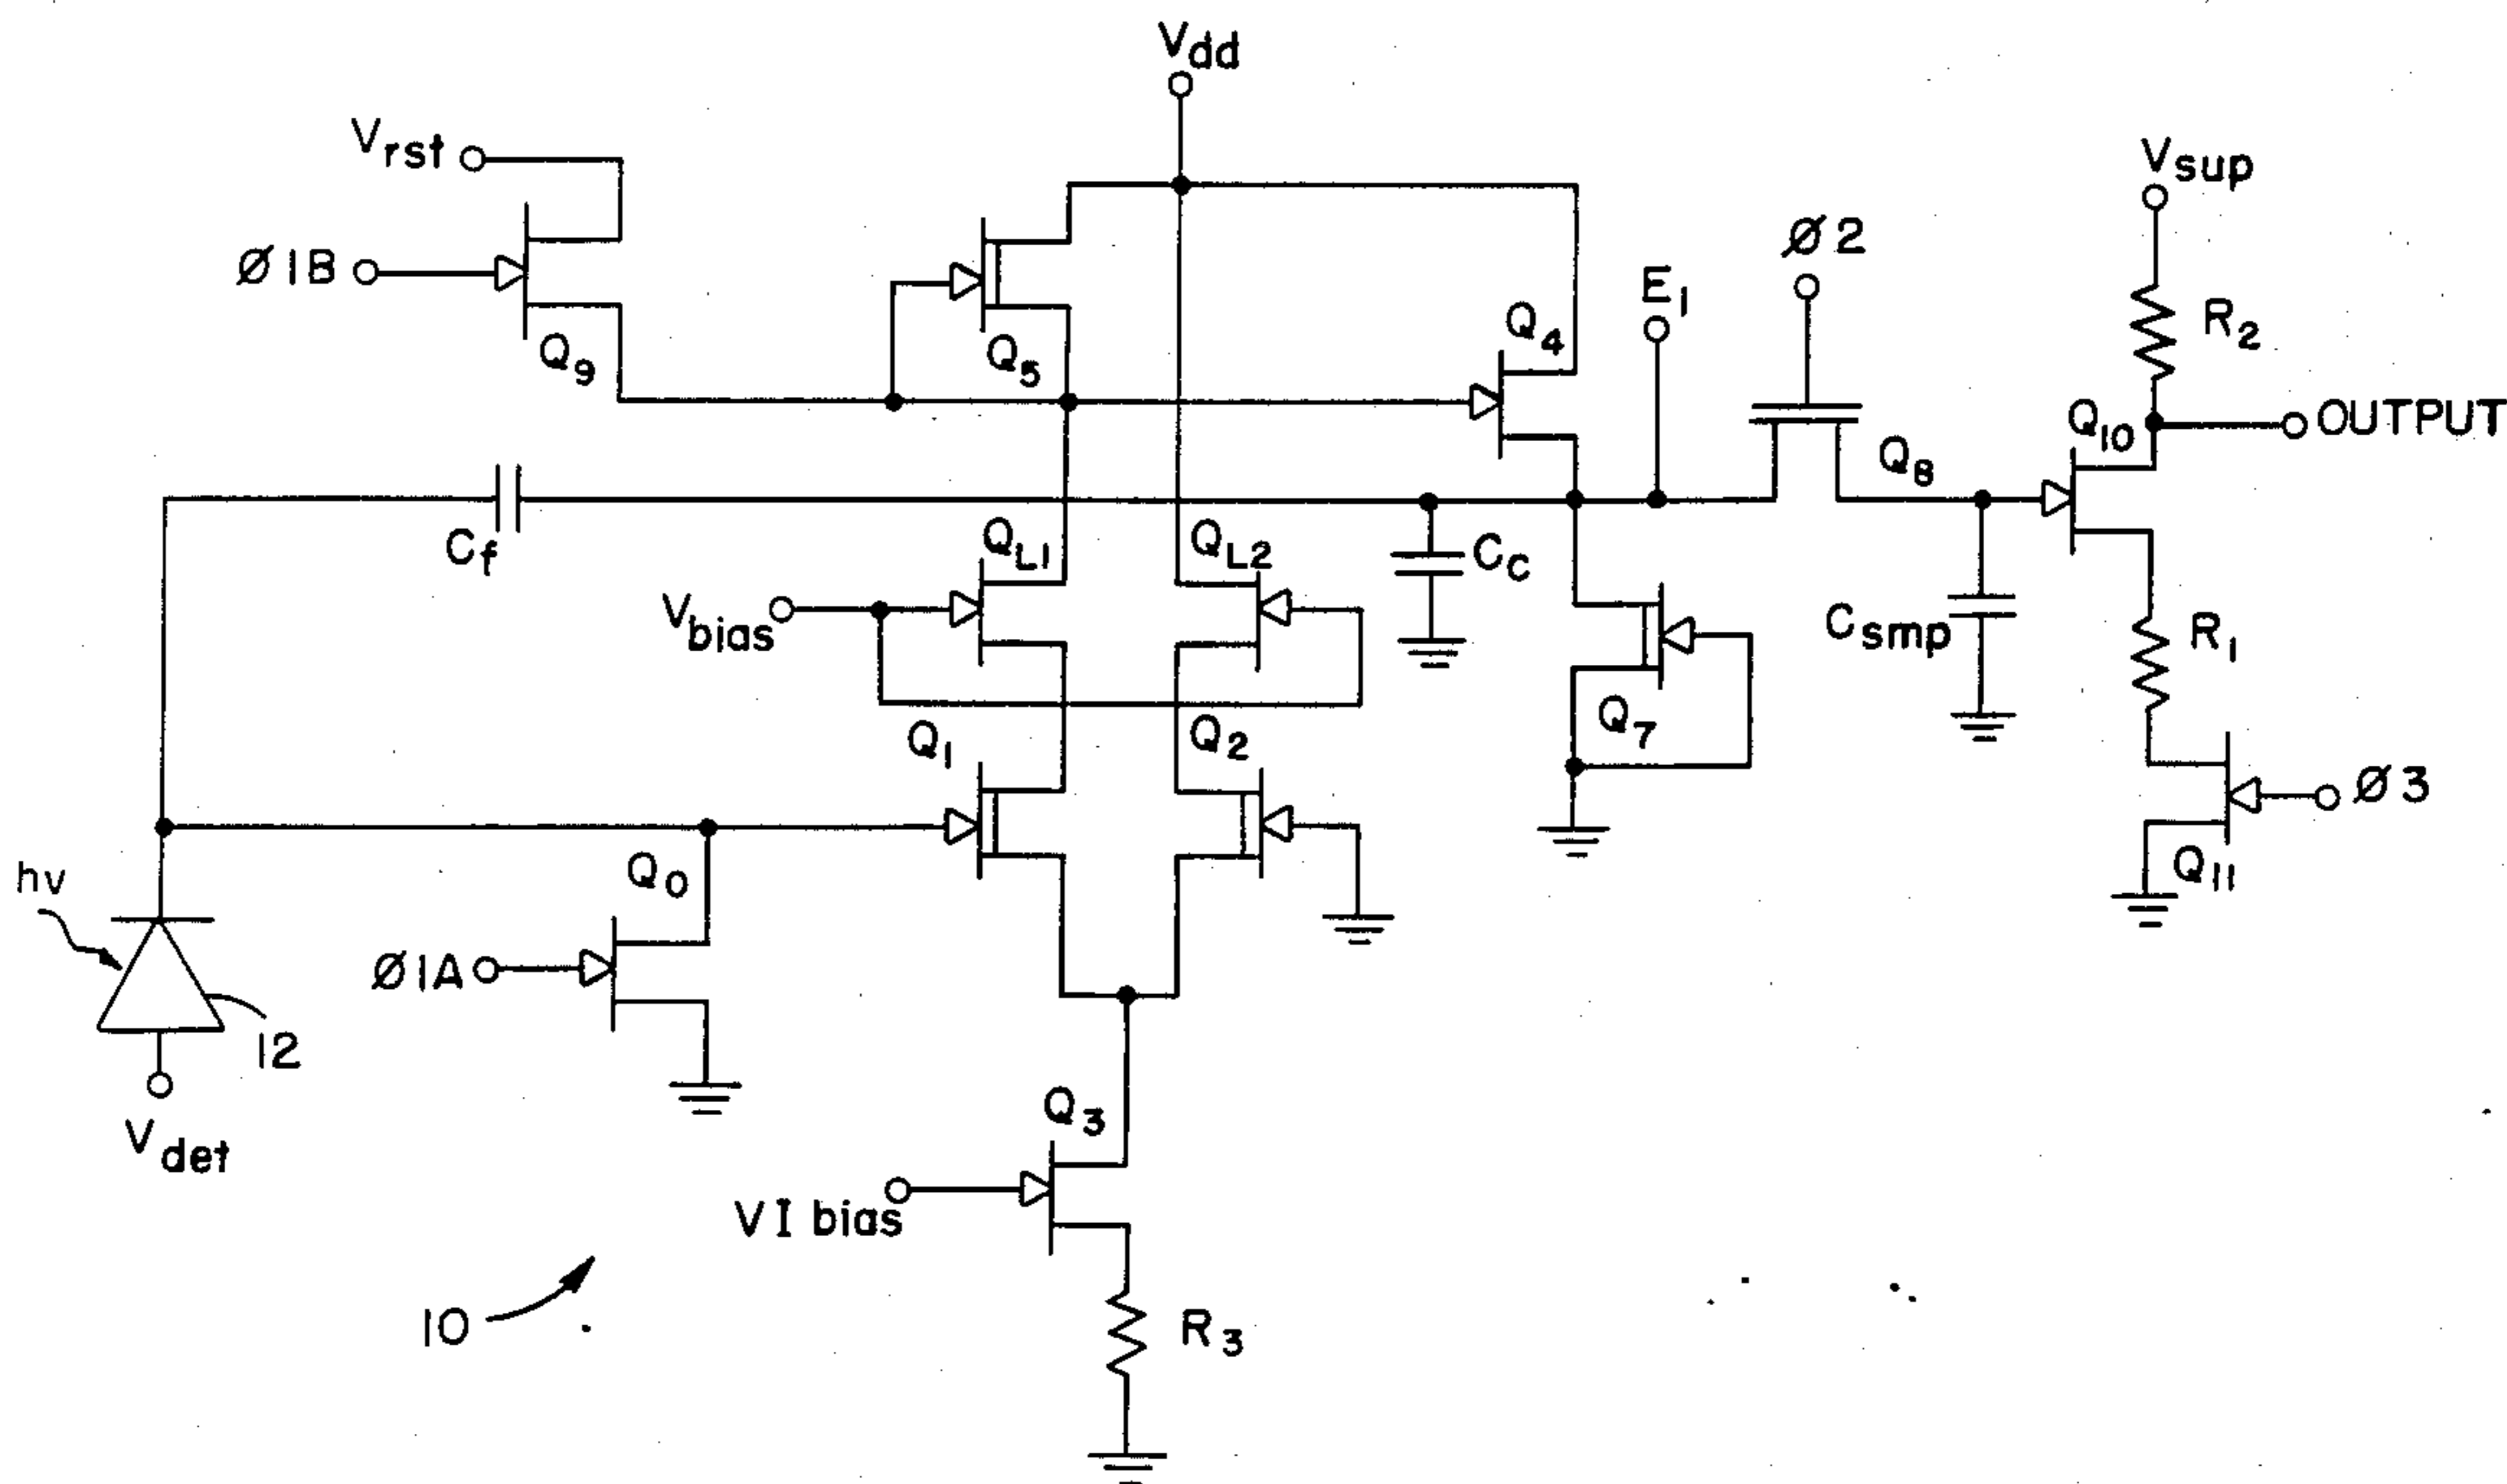 Vdd
Vrst
Vsup
Ø1B
Ø2
E1
R2
Q4
Q9
Q5
Q10
OUTPUT
Q8
Cf
QL1
QL2
Cc
Vbias
Csmp
R1
Q1
Q2
Q7
Ø3
Q0
hν
Q11
Ø1A
12
Q3
Vdet
VI bias
10
R3